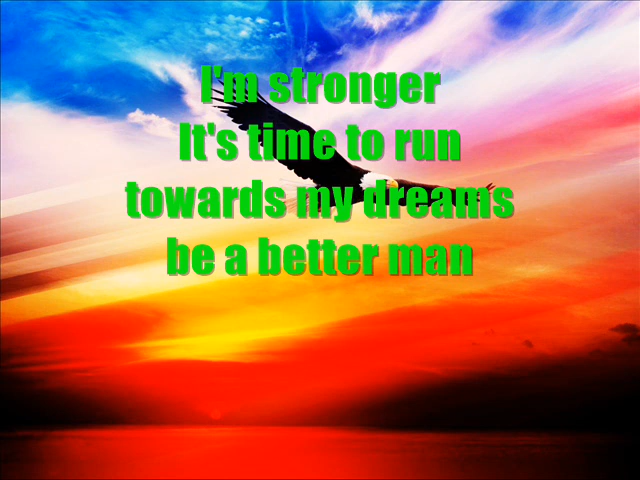 I'm stronger
It's time to run
towards my dreams
be a better man